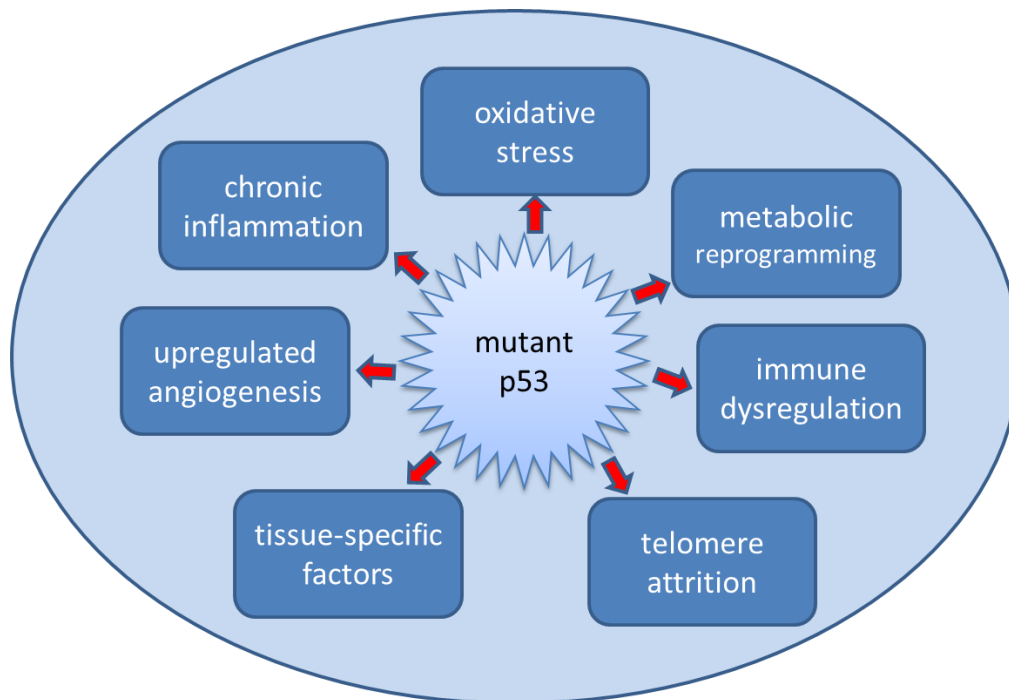 oxidative
stress
chronic
inflammation
metabolic
reprogramming
mutant
p53
upregulated
angiogenesis
immune
dysregulation
tissue-specific
factors
telomere
attrition